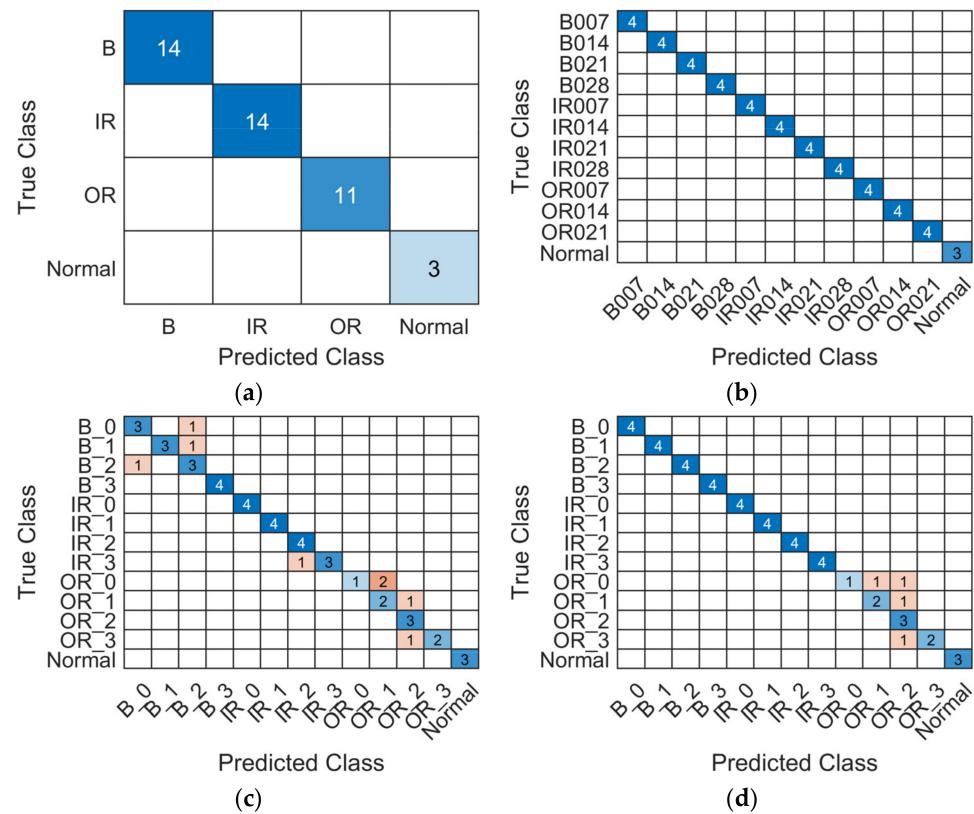 B
14
IR
14
OR
11
Normal
3
True Class
B IR OR Normal
Predicted Class
(a)
B007 4
B014 4
B021 4
B028 4
IR007 4
IR014 4
IR021 4
IR028 4
OR007 4
OR014 4
OR021 4
Normal 3
True Class
B007 B014 B021 B028 IR007 IR014 IR021 IR028 OR007 OR014 OR021 Normal
Predicted Class
(b)
B_0 3 1
B_1 3 1
B_2 1 3
B_3 4
IR_0 4
IR_1 4
IR_2 4
IR_3 1 3
OR_0 1 2
OR_1 2 1
OR_2 3
OR_3 1 2
Normal 3
True Class
B_0 B_1 B_2 B_3 IR_0 IR_1 IR_2 IR_3 OR_0 OR_1 OR_2 OR_3 Normal
Predicted Class
(c)
B_0 4
B_1 4
B_2 4
B_3 4
IR_0 4
IR_1 4
IR_2 4
IR_3 4
OR_0 1 1 1
OR_1 2 1
OR_2 3
OR_3 1 2
Normal 3
True Class
B_0 B_1 B_2 B_3 IR_0 IR_1 IR_2 IR_3 OR_0 OR_1 OR_2 OR_3 Normal
Predicted Class
(d)